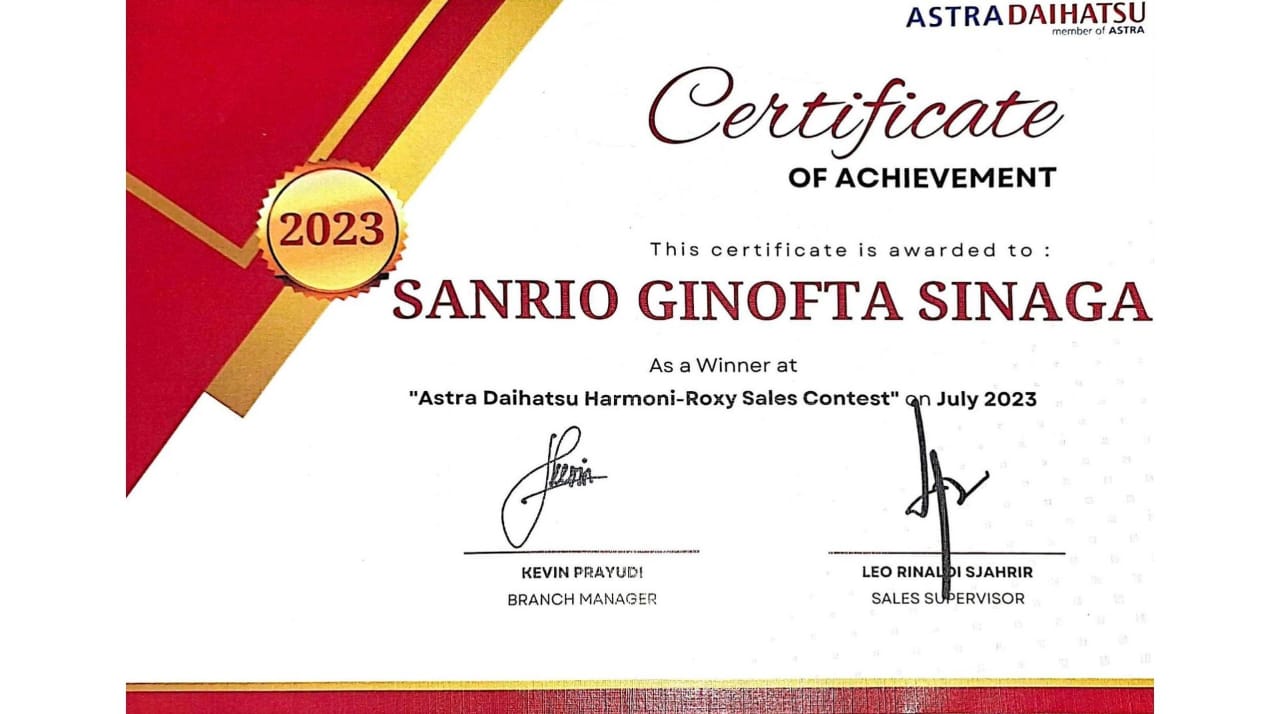 ASTRA DAIHATSU
member of ASTRA
Certificate
OF ACHIEVEMENT
2023
This certificate is awarded to :
SANRIO GINOFTA SINAGA
As a Winner at
"Astra Daihatsu Harmoni-Roxy Sales Contest" on July 2023
Kevin
KEVIN PRAYUDI
BRANCH MANAGER
LEO RINALDI SJAHRIR
SALES SUPERVISOR